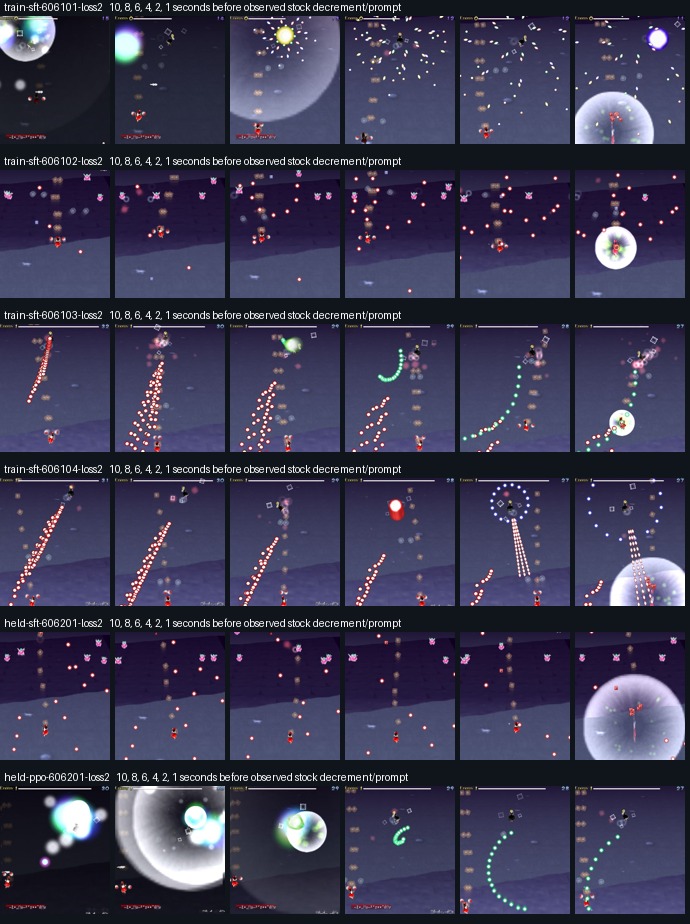 train-sft-606101-loss2 10, 8, 6, 4, 2, 1 seconds before observed stock decrement/prompt
train-sft-606102-loss2 10, 8, 6, 4, 2, 1 seconds before observed stock decrement/prompt
train-sft-606103-loss2 10, 8, 6, 4, 2, 1 seconds before observed stock decrement/prompt
train-sft-606104-loss2 10, 8, 6, 4, 2, 1 seconds before observed stock decrement/prompt
held-sft-606201-loss2 10, 8, 6, 4, 2, 1 seconds before observed stock decrement/prompt
held-ppo-606201-loss2 10, 8, 6, 4, 2, 1 seconds before observed stock decrement/prompt